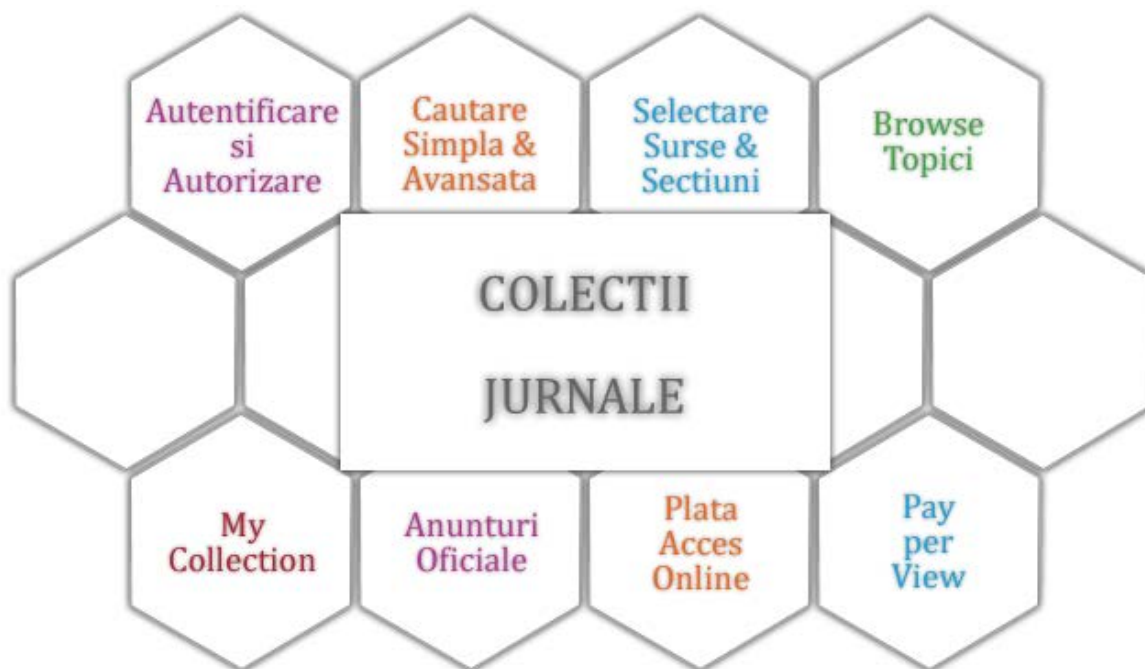 Autentificare
si
Autorizare
Cautare
Simpla &
Avansata
Selectare
Surse &
Sectiuni
Browse
Topici
COLECTII
JURNALE
My
Collection
Anunturi
Oficiale
Plata
Acces
Online
Pay
per
View